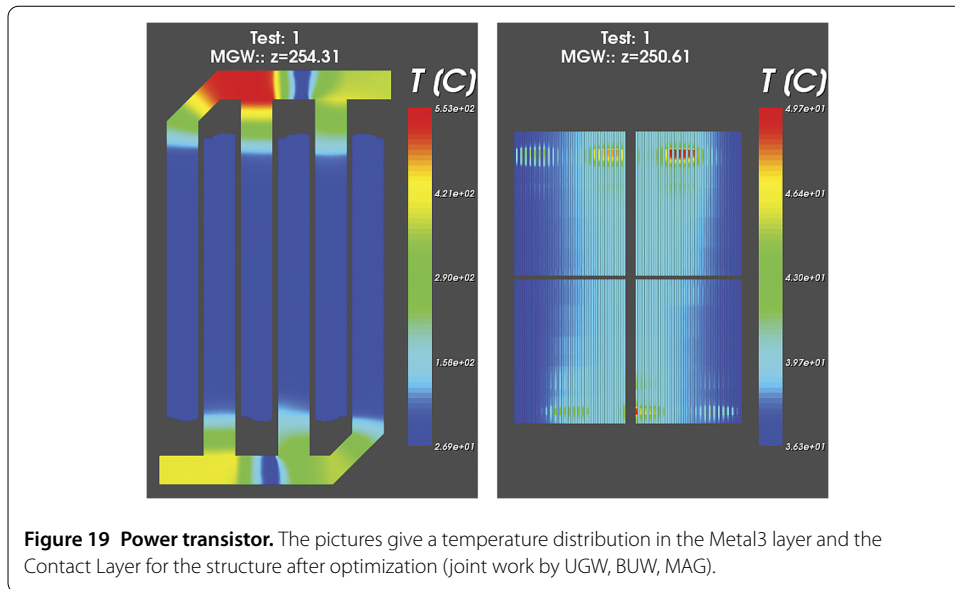 Test: 1
MGW:: z=254.31
T (C)
5.53e+02
4.21e+02
2.90e+02
1.58e+02
2.69e+01
Test: 1
MGW:: z=250.61
T (C)
4.97e+01
4.64e+01
4.30e+01
3.97e+01
3.63e+01
Figure 19 Power transistor. The pictures give a temperature distribution in the Metal3 layer and the
Contact Layer for the structure after optimization (joint work by UGW, BUW, MAG).